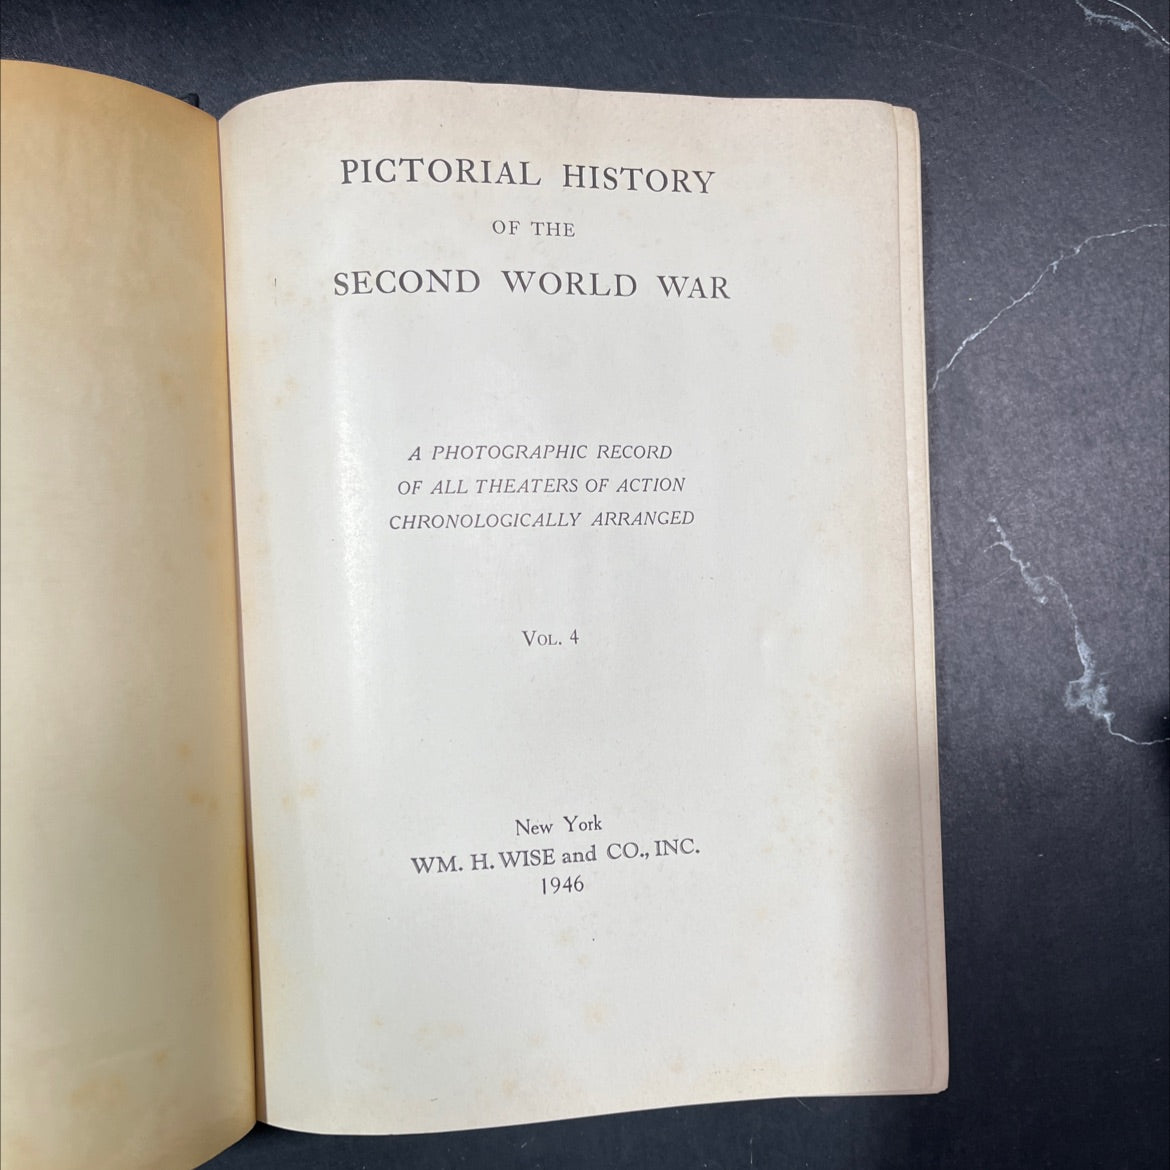 PICTORIAL HISTORY
OF THE
SECOND WORLD WAR
A PHOTOGRAPHIC RECORD
OF ALL THEATERS OF ACTION
CHRONOLOGICALLY ARRANGED
VOL. 4
New York
WM. H. WISE and CO., INC.
1946